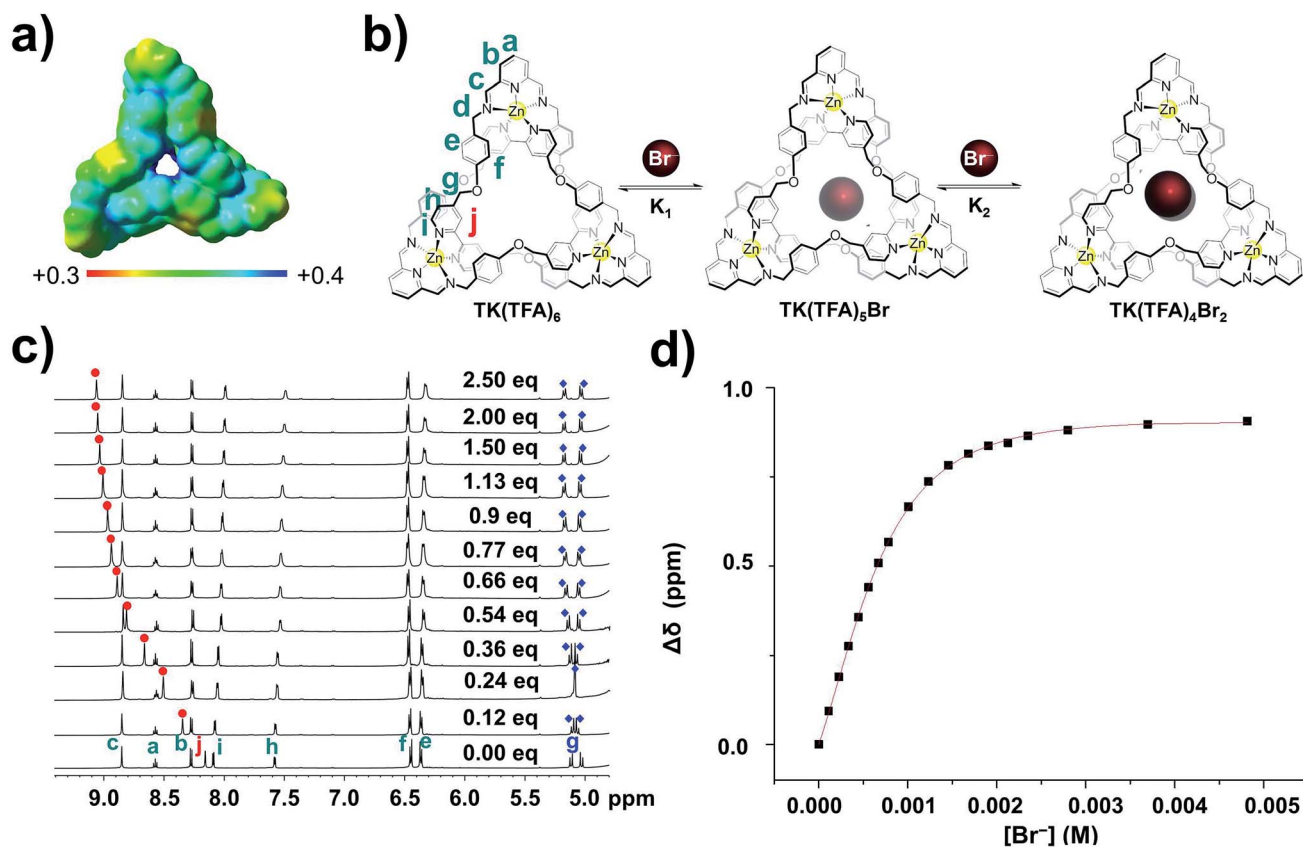 a)
+0.3
+0.4
b)
a
b
c
d
e
f
g
h
i
j
N
N
N
Zn
N
N
O
O
O
O
O
O
N
N
N
Zn
N
N
Zn
N
N
N
TK(TFA)₆
Br⁻
K₁
N
N
N
Zn
N
N
O
O
O
O
O
O
N
N
N
Zn
N
N
Zn
N
N
N
TK(TFA)₅Br
Br⁻
K₂
N
N
N
Zn
N
N
O
O
O
O
O
O
N
N
N
Zn
N
N
Zn
N
N
N
TK(TFA)₄Br₂
c)
2.50 eq
2.00 eq
1.50 eq
1.13 eq
0.9 eq
0.77 eq
0.66 eq
0.54 eq
0.36 eq
0.24 eq
0.12 eq
c a b j i h f e g
0.00 eq
9.0 8.5 8.0 7.5 7.0 6.5 6.0 5.5 5.0 ppm
d)
1.0
0.5
0.0
Δδ (ppm)
0.000 0.001 0.002 0.003 0.004 0.005
[Br⁻] (M)